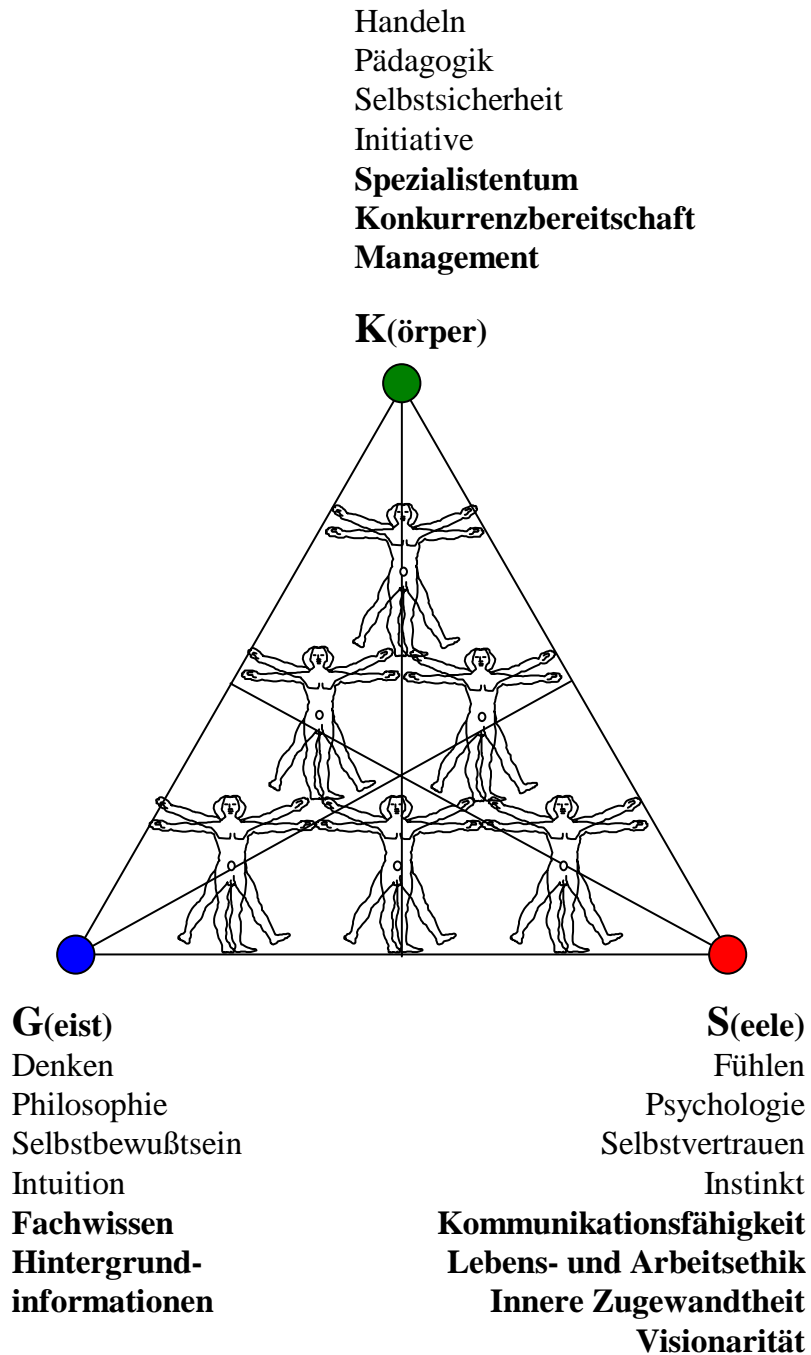 Handeln
Pädagogik
Selbstsicherheit
Initiative
Spezialistentum
Konkurrenzbereitschaft
Management
K(örper)
G(eist)
Denken
Philosophie
Selbstbewußtsein
Intuition
Fachwissen
Hintergrund-
informationen
S(eele)
Fühlen
Psychologie
Selbstvertrauen
Instinkt
Kommunikationsfähigkeit
Lebens- und Arbeitsethik
Innere Zugewandtheit
Visionarität